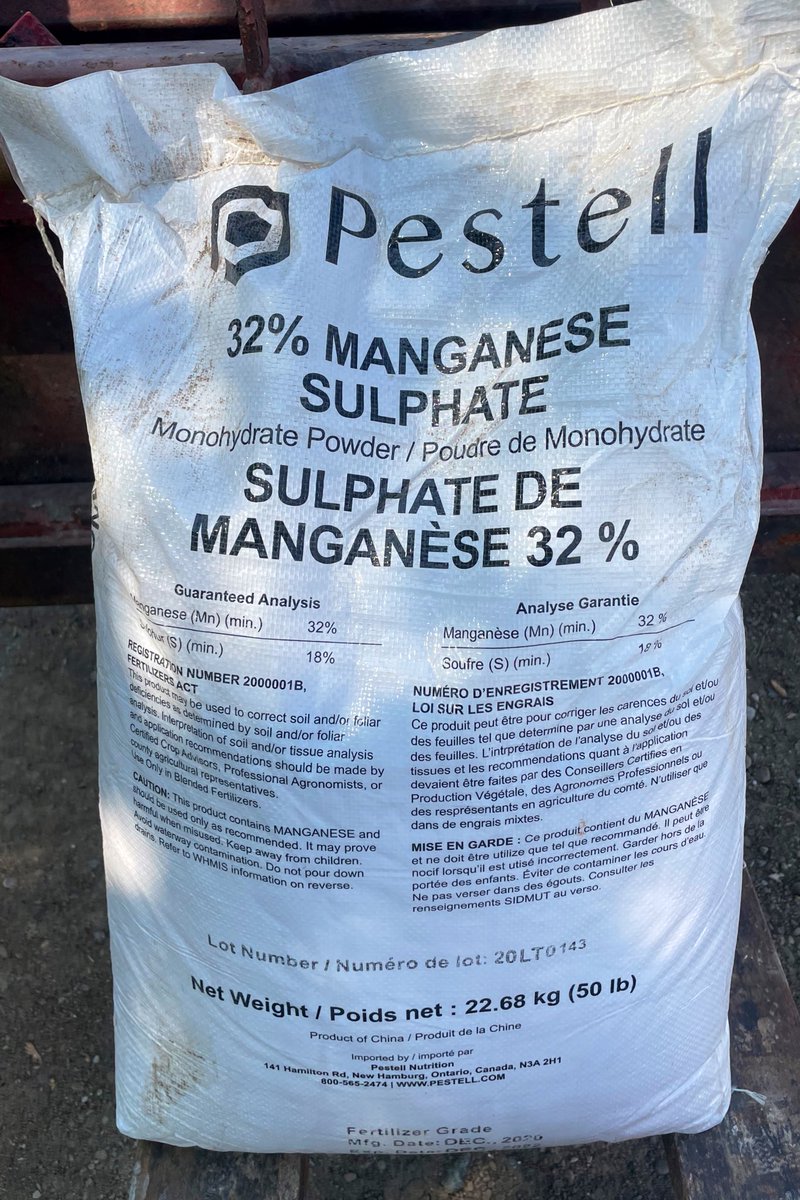 Pestell
32% MANGANESE
SULPHATE
Monohydrate Powder / Poudre de Monohydrate
SULPHATE DE
MANGANÈSE 32 %
Guaranteed Analysis
Manganese (Mn) (min.) 32%
Sulphur (S) (min.) 18%
REGISTRATION NUMBER 2000001B,
FERTILIZERS ACT
This product may be used to correct soil and/or foliar
deficiencies as determined by soil and/or foliar
analysis. Interpretation of soil and/or tissue analysis
and application recommendations should be made by
Certified Crop Advisors, Professional Agronomists, or
county agricultural representatives.
Use Only in Blended Fertilizers.
CAUTION: This product contains MANGANESE and
should be used only as recommended. It may prove
harmful when misused. Keep away from children.
Avoid waterway contamination. Do not pour down
drains. Refer to WHMIS information on reverse.
Analyse Garantie
Manganèse (Mn) (min.) 32 %
Soufre (S) (min.)
NUMÉRO D'ENREGISTREMENT 2000001B,
LOI SUR LES ENGRAIS
Ce produit peut être pour corriger les carences du sol et/ou
des feuilles tel que determine par une analyse du sol et/ou
des feuilles. L'intrprétation de l'analyse du sol et/ou des
tissues et les recommendations quant à l'application
devaient être faites par des Conseillers Certifies en
Production Végétale, des Agronomes Professionnels ou
des resprésentants en agriculture du comté. N'utiliser que
dans de engrais mixtes.
MISE EN GARDE : Ce produit contient du MANGANÈSE
et ne doit être utilize que tel que recommandé. Il peut être
nocif lorsqu'il est utisé incorrectement. Garder hors de la
portée des enfants. Éviter de contaminer les cours d'eau.
Ne pas verser dans des égouts. Consulter les
renseignements SIDMUT au verso.
Lot Number / Numéro de lot: 20LT0143
Net Weight / Poids net : 22.68 kg (50 lb)
Product of China / Produit de la Chine
Imported by / importé par
Pestell Nutrition
141 Hamilton Rd, New Hamburg, Ontario, Canada, N3A 2H1
800-565-2474 | WWW.PESTELL.COM
Fertilizer Grade
Mfg. Date: DEC., 2020